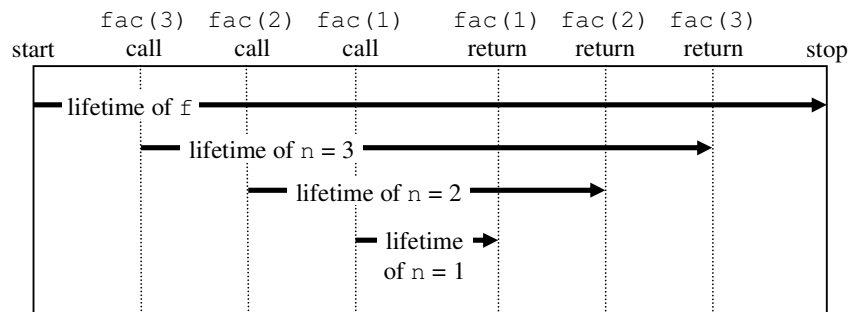 fac(3) fac(2) fac(1) fac(1) fac(2) fac(3)
start call call call return return return stop
lifetime of f
lifetime of n = 3
lifetime of n = 2
lifetime
of n = 1